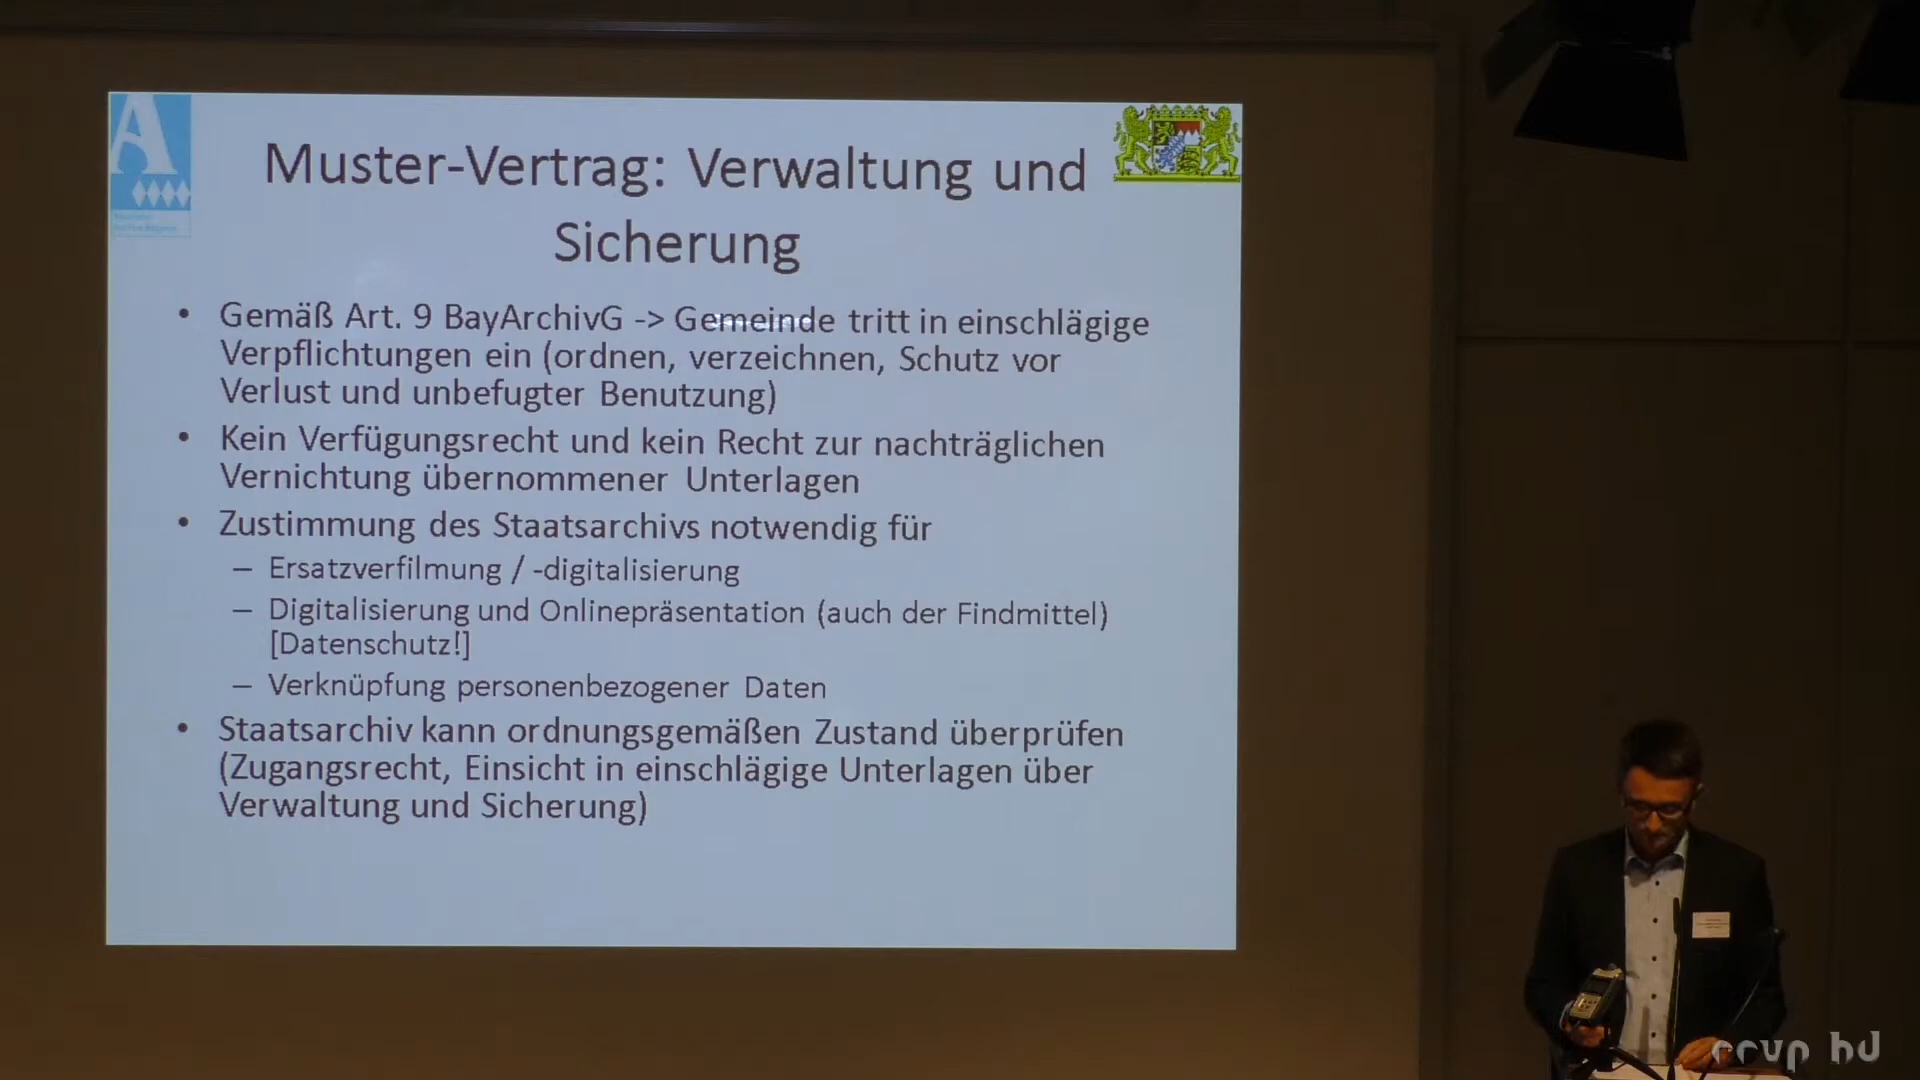 A
Muster-Vertrag: Verwaltung und
Sicherung
• Gemäß Art. 9 BayArchivG -> Gemeinde tritt in einschlägige
Verpflichtungen ein (ordnen, verzeichnen, Schutz vor
Verlust und unbefugter Benutzung)
• Kein Verfügungsrecht und kein Recht zur nachträglichen
Vernichtung übernommener Unterlagen
• Zustimmung des Staatsarchivs notwendig für
– Ersatzverfilmung / -digitalisierung
– Digitalisierung und Onlinepräsentation (auch der Findmittel)
[Datenschutz!]
– Verknüpfung personenbezogener Daten
• Staatsarchiv kann ordnungsgemäßen Zustand überprüfen
(Zugangsrecht, Einsicht in einschlägige Unterlagen über
Verwaltung und Sicherung)